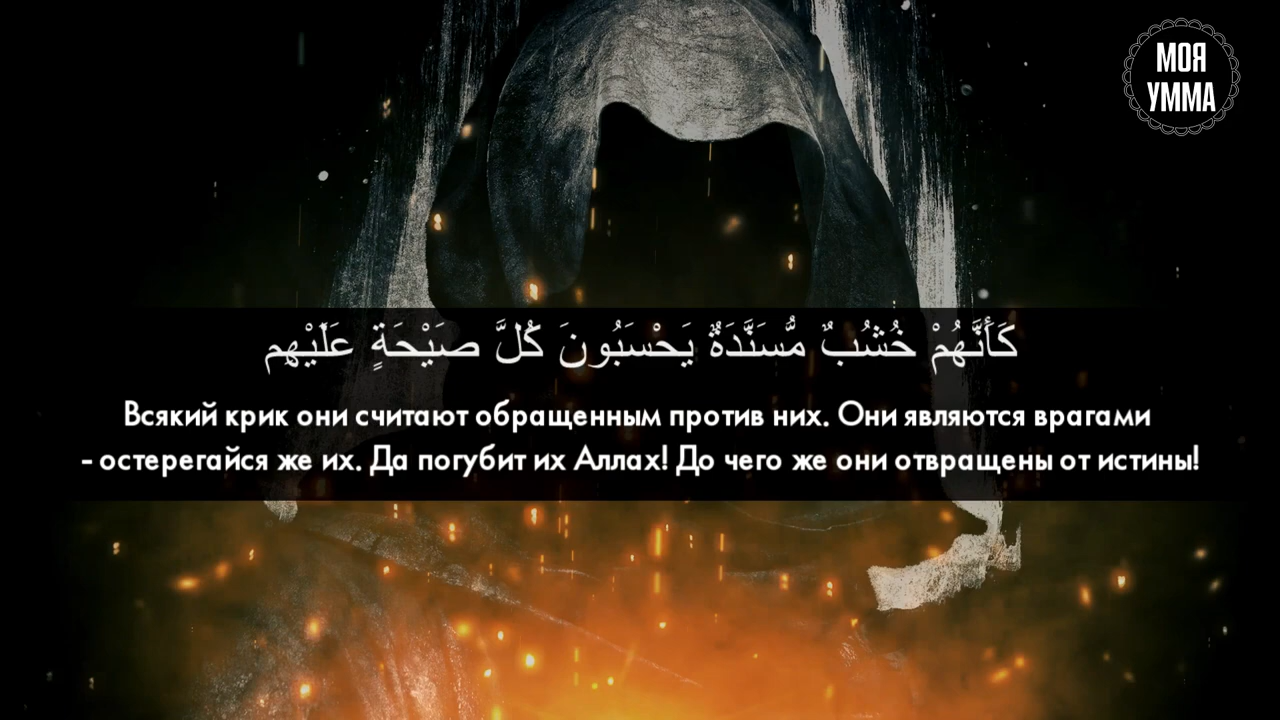 МОЯ
УММА
كَأَنَّهُمْ خُشُبٌ مُّسَنَّدَةٌ يَحْسَبُونَ كُلَّ صَيْحَةٍ عَلَيْهِم
Всякий крик они считают обращенным против них. Они являются врагами
- остерегайся же их. Да погубит их Аллах! До чего же они отвращены от истины!